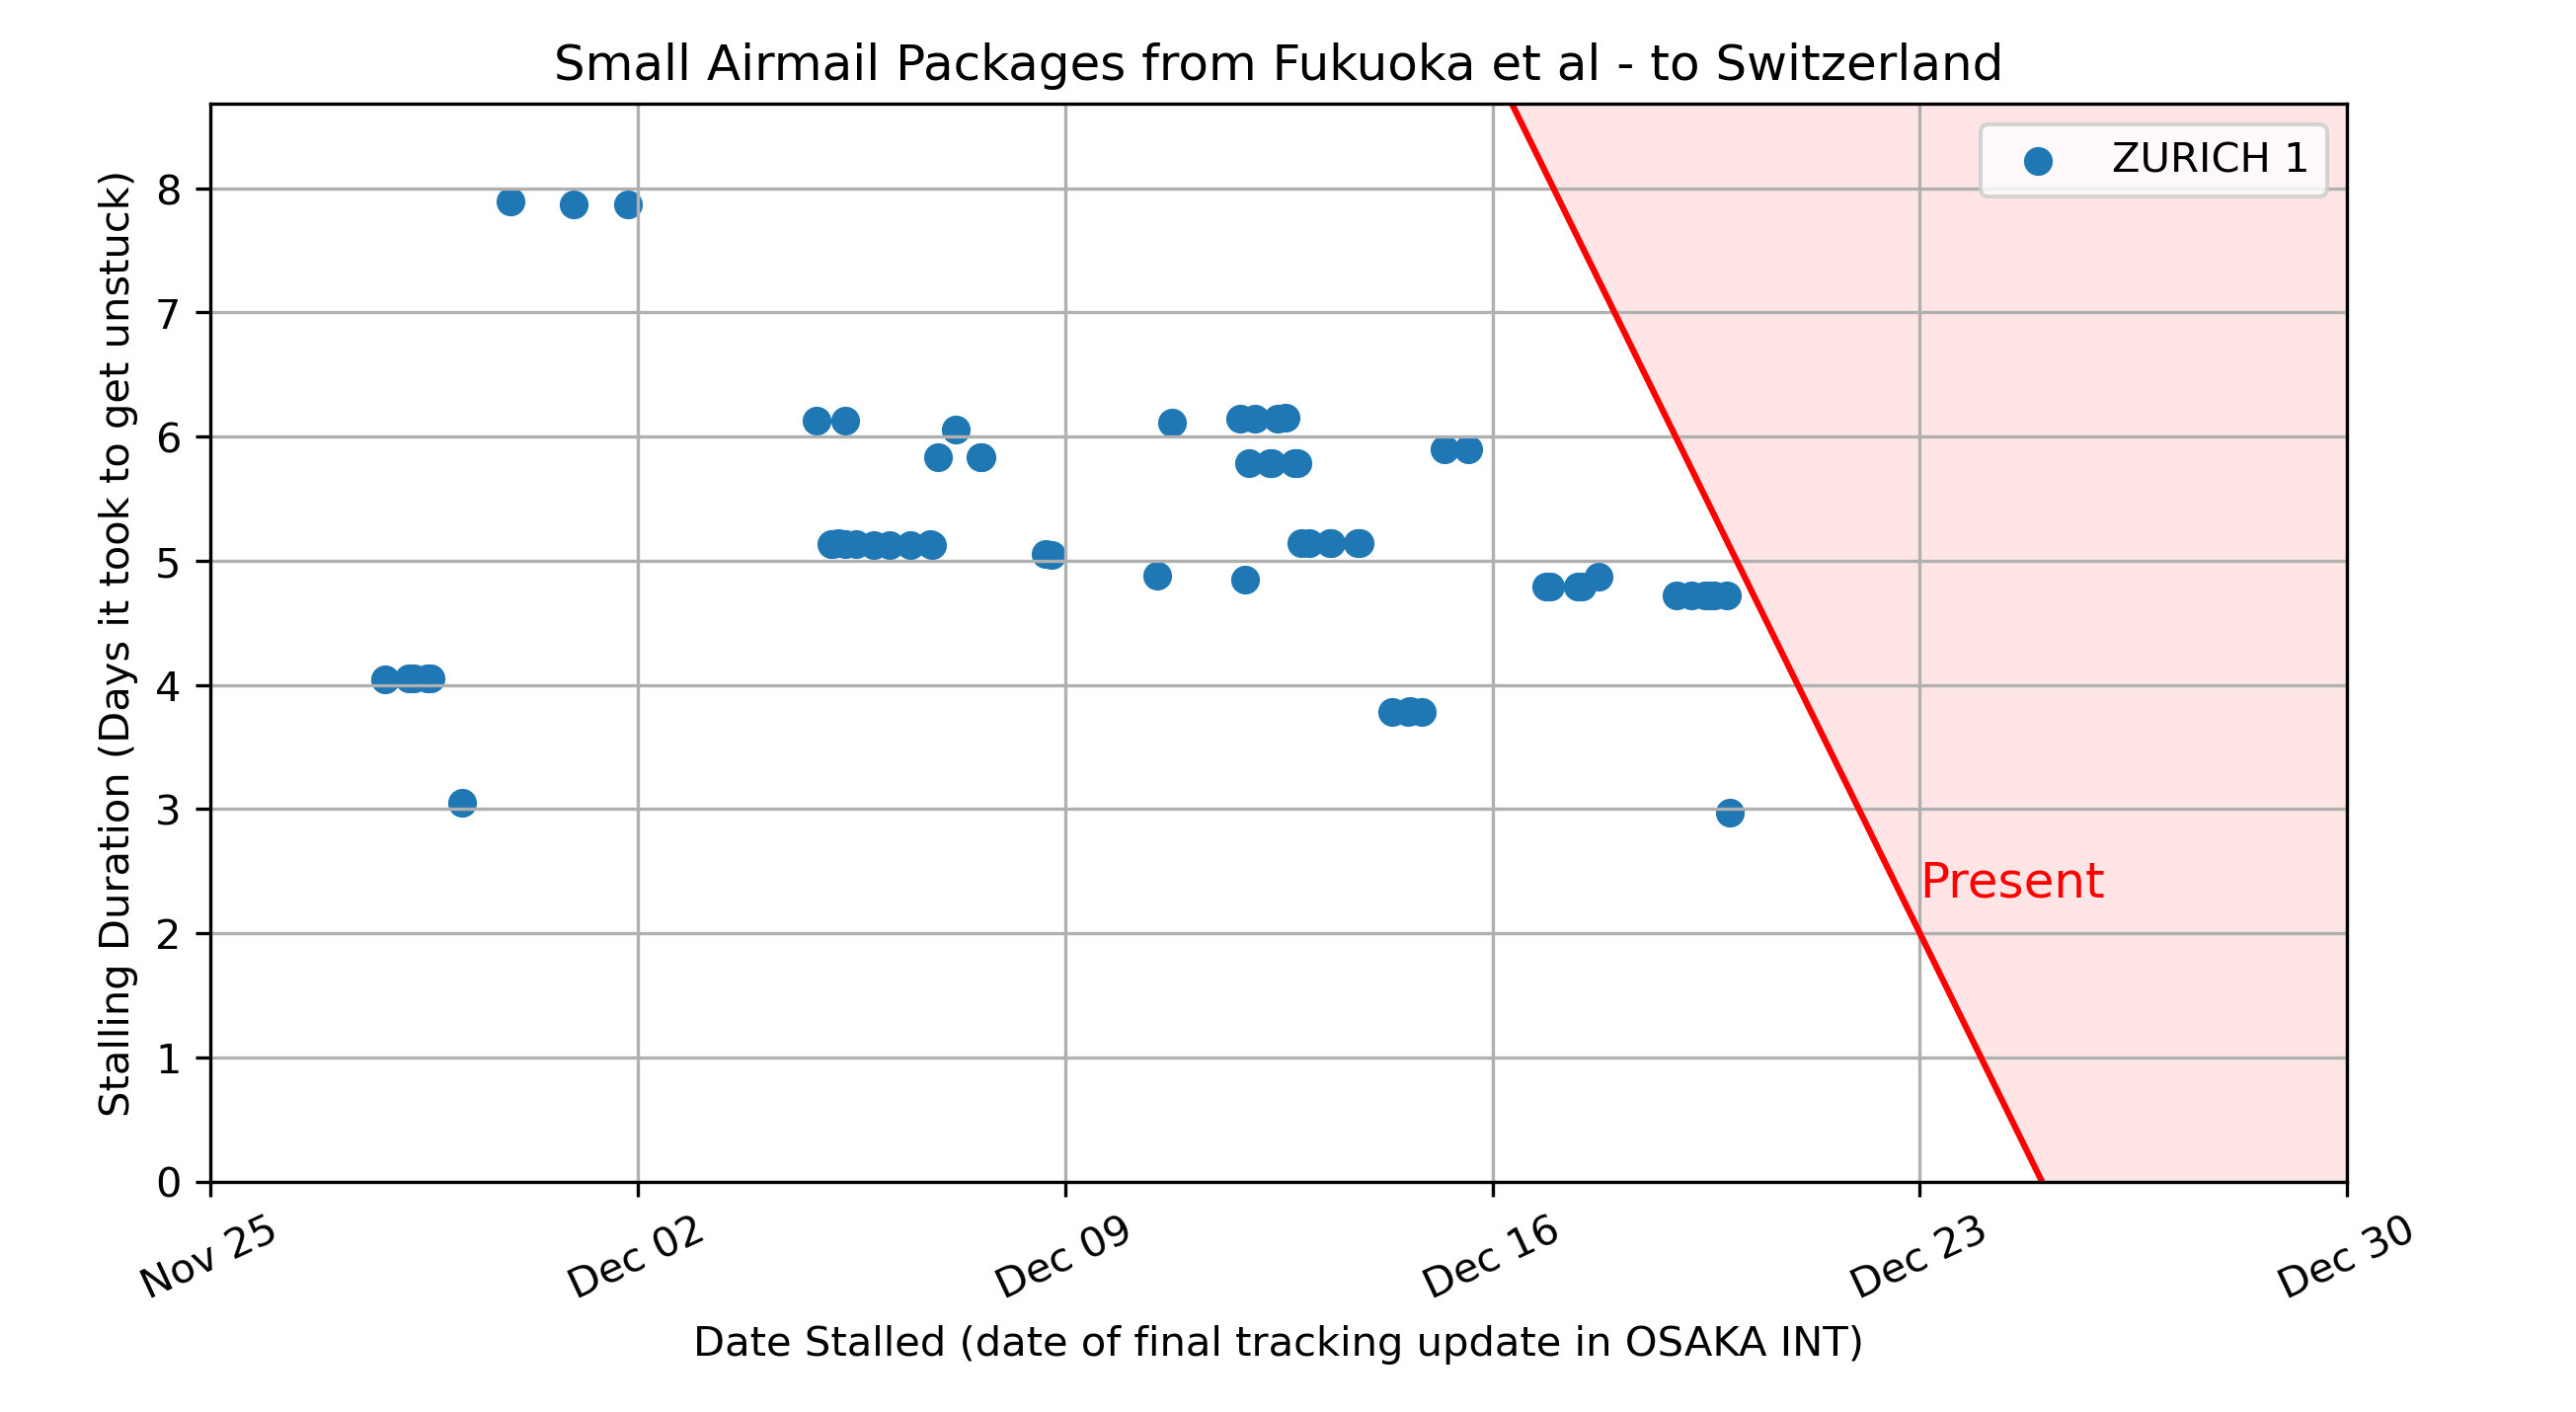 Small Airmail Packages from Fukuoka et al - to Switzerland
ZURICH 1
Stalling Duration (Days it took to get unstuck)
8
7
6
5
4
3
2
1
0
Present
Nov 25
Dec 02
Dec 09
Dec 16
Dec 23
Dec 30
Date Stalled (date of final tracking update in OSAKA INT)